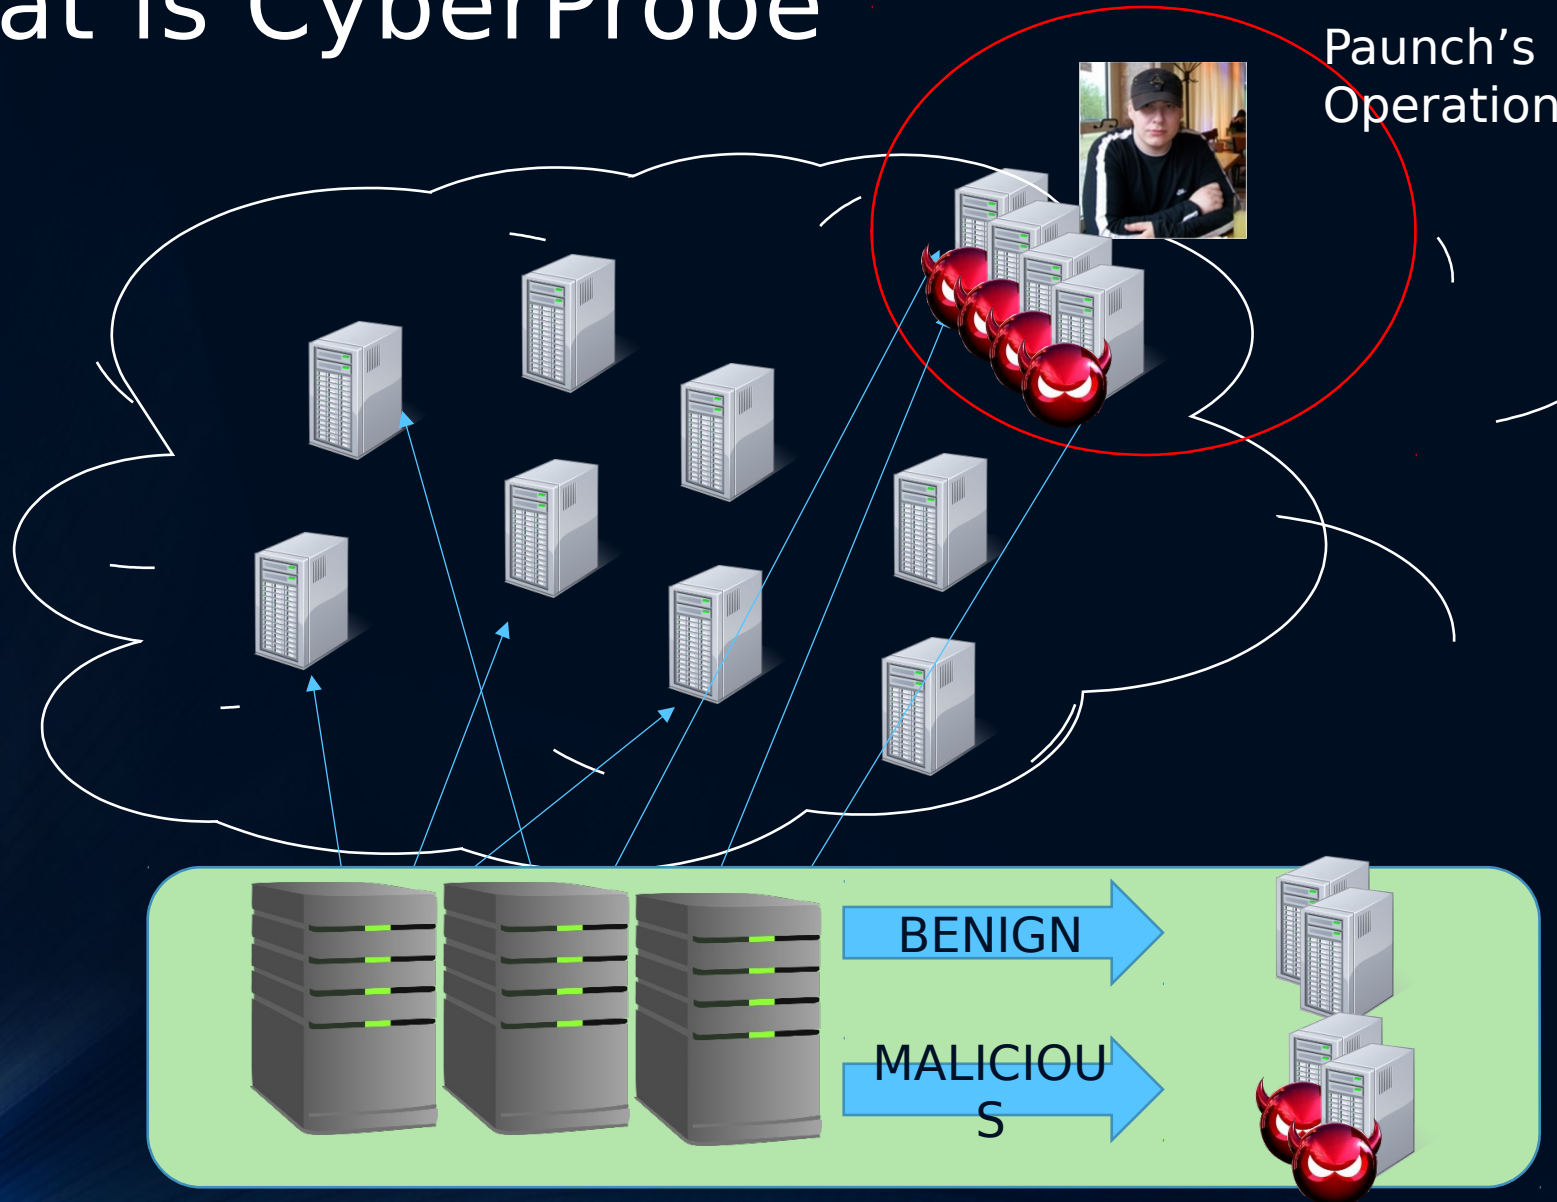 at is CyberProbe
Paunch’s
Operation
BENIGN
MALICIOU
S